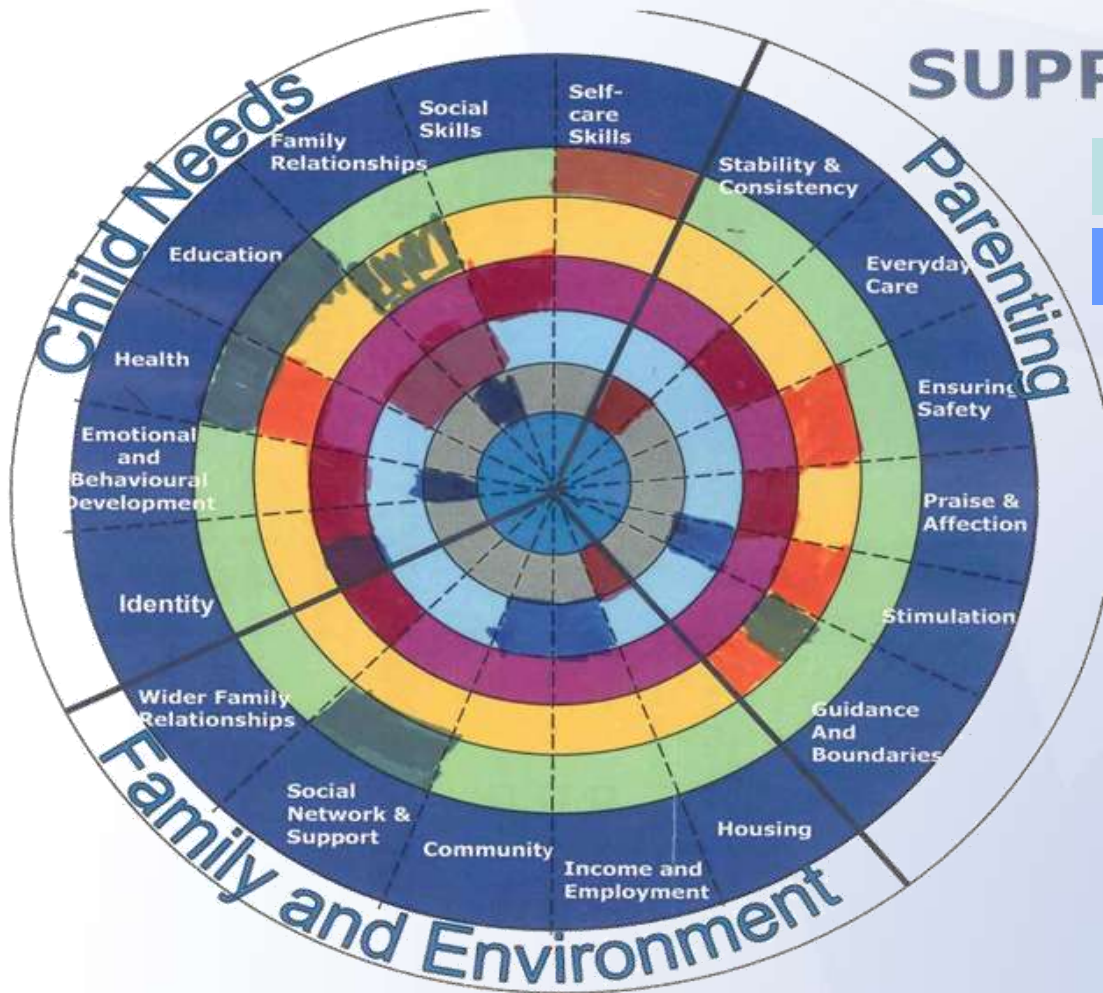 SUPP
Child Needs
Parenting
Family and Environment
Self-
care
Skills
Stability &
Consistency
Everyday
Care
Ensuring
Safety
Praise &
Affection
Stimulation
Guidance
And
Boundaries
Housing
Income and
Employment
Community
Social
Network &
Support
Wider Family
Relationships
Identity
Emotional
and
Behavioural
Development
Health
Education
Family
Relationships
Social
Skills